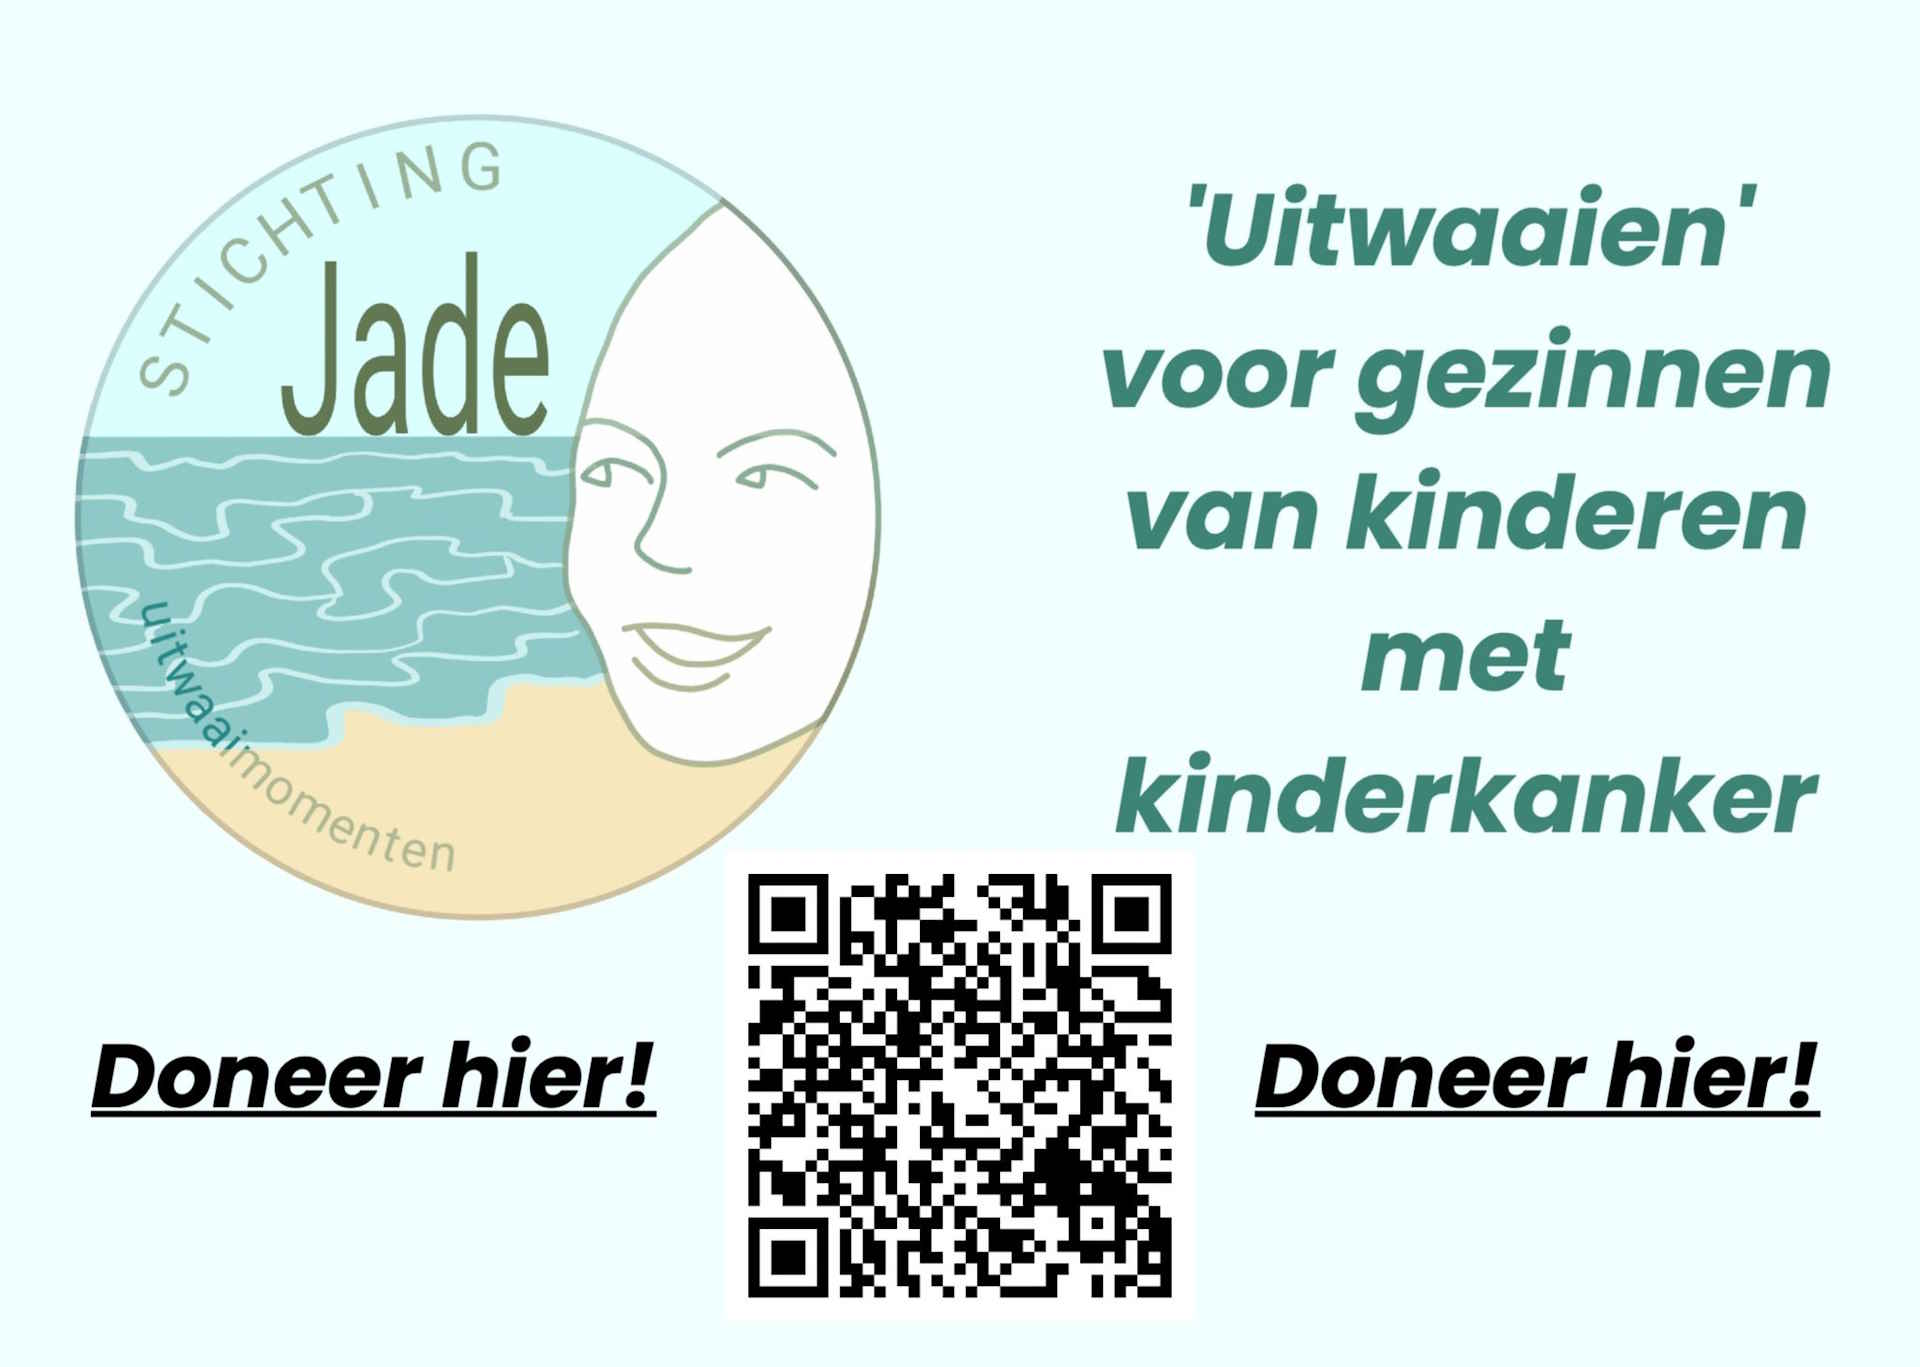 STICHTING
Jade
uitwaaimomenten
'Uitwaaien'
voor gezinnen
van kinderen
met
kinderkanker
Doneer hier!
Doneer hier!